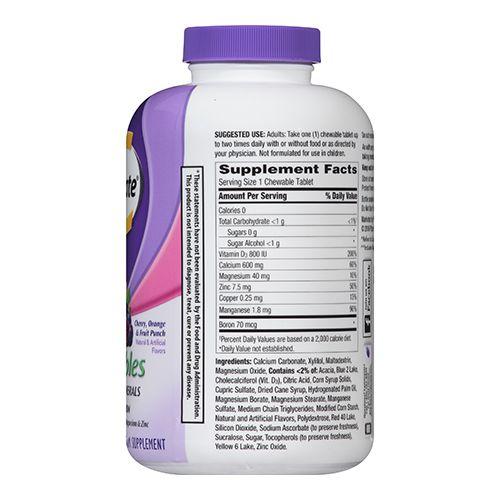 SUGGESTED USE: Adults: Take one (1) chewable tablet up
to two times daily with or without food or as directed by
your physician. Not formulated for use in children.
Supplement Facts
Serving Size 1 Chewable Tablet
Amount Per Serving % Daily Value
Calories 0
Total Carbohydrate <1 g <1%
Sugars 0 g
Sugar Alcohol <1 g
Vitamin D3 800 IU 200%
Calcium 600 mg 60%
Magnesium 40 mg 10%
Zinc 7.5 mg 50%
Copper 0.25 mg 13%
Manganese 1.8 mg 90%
Boron 70 mcg
Percent Daily Values are based on a 2,000 calorie diet.
*Daily Value not established.
Ingredients: Calcium Carbonate, Xylitol, Maltodextrin,
Magnesium Oxide, Contains <2% of: Acacia, Blue 2 Lake,
Cholecalciferol (Vit. D3), Citric Acid, Corn Syrup Solids,
Cupric Sulfate, Dried Cane Syrup, Hydrogenated Palm Oil,
Magnesium Borate, Magnesium Stearate, Manganese
Sulfate, Medium Chain Triglycerides, Modified Corn Starch,
Natural and Artificial Flavors, Polydextrose, Red 40 Lake,
Silicon Dioxide, Sodium Ascorbate (to preserve freshness),
Sucralose, Sugar, Tocopherols (to preserve freshness),
Yellow 6 Lake, Zinc Oxide.
*These statements have not been evaluated by the Food and Drug Administration.
This product is not intended to diagnose, treat, cure or prevent any disease.
Cherry, Orange
& Fruit Punch
Natural & Artificial
Flavors
SUPPLEMENT